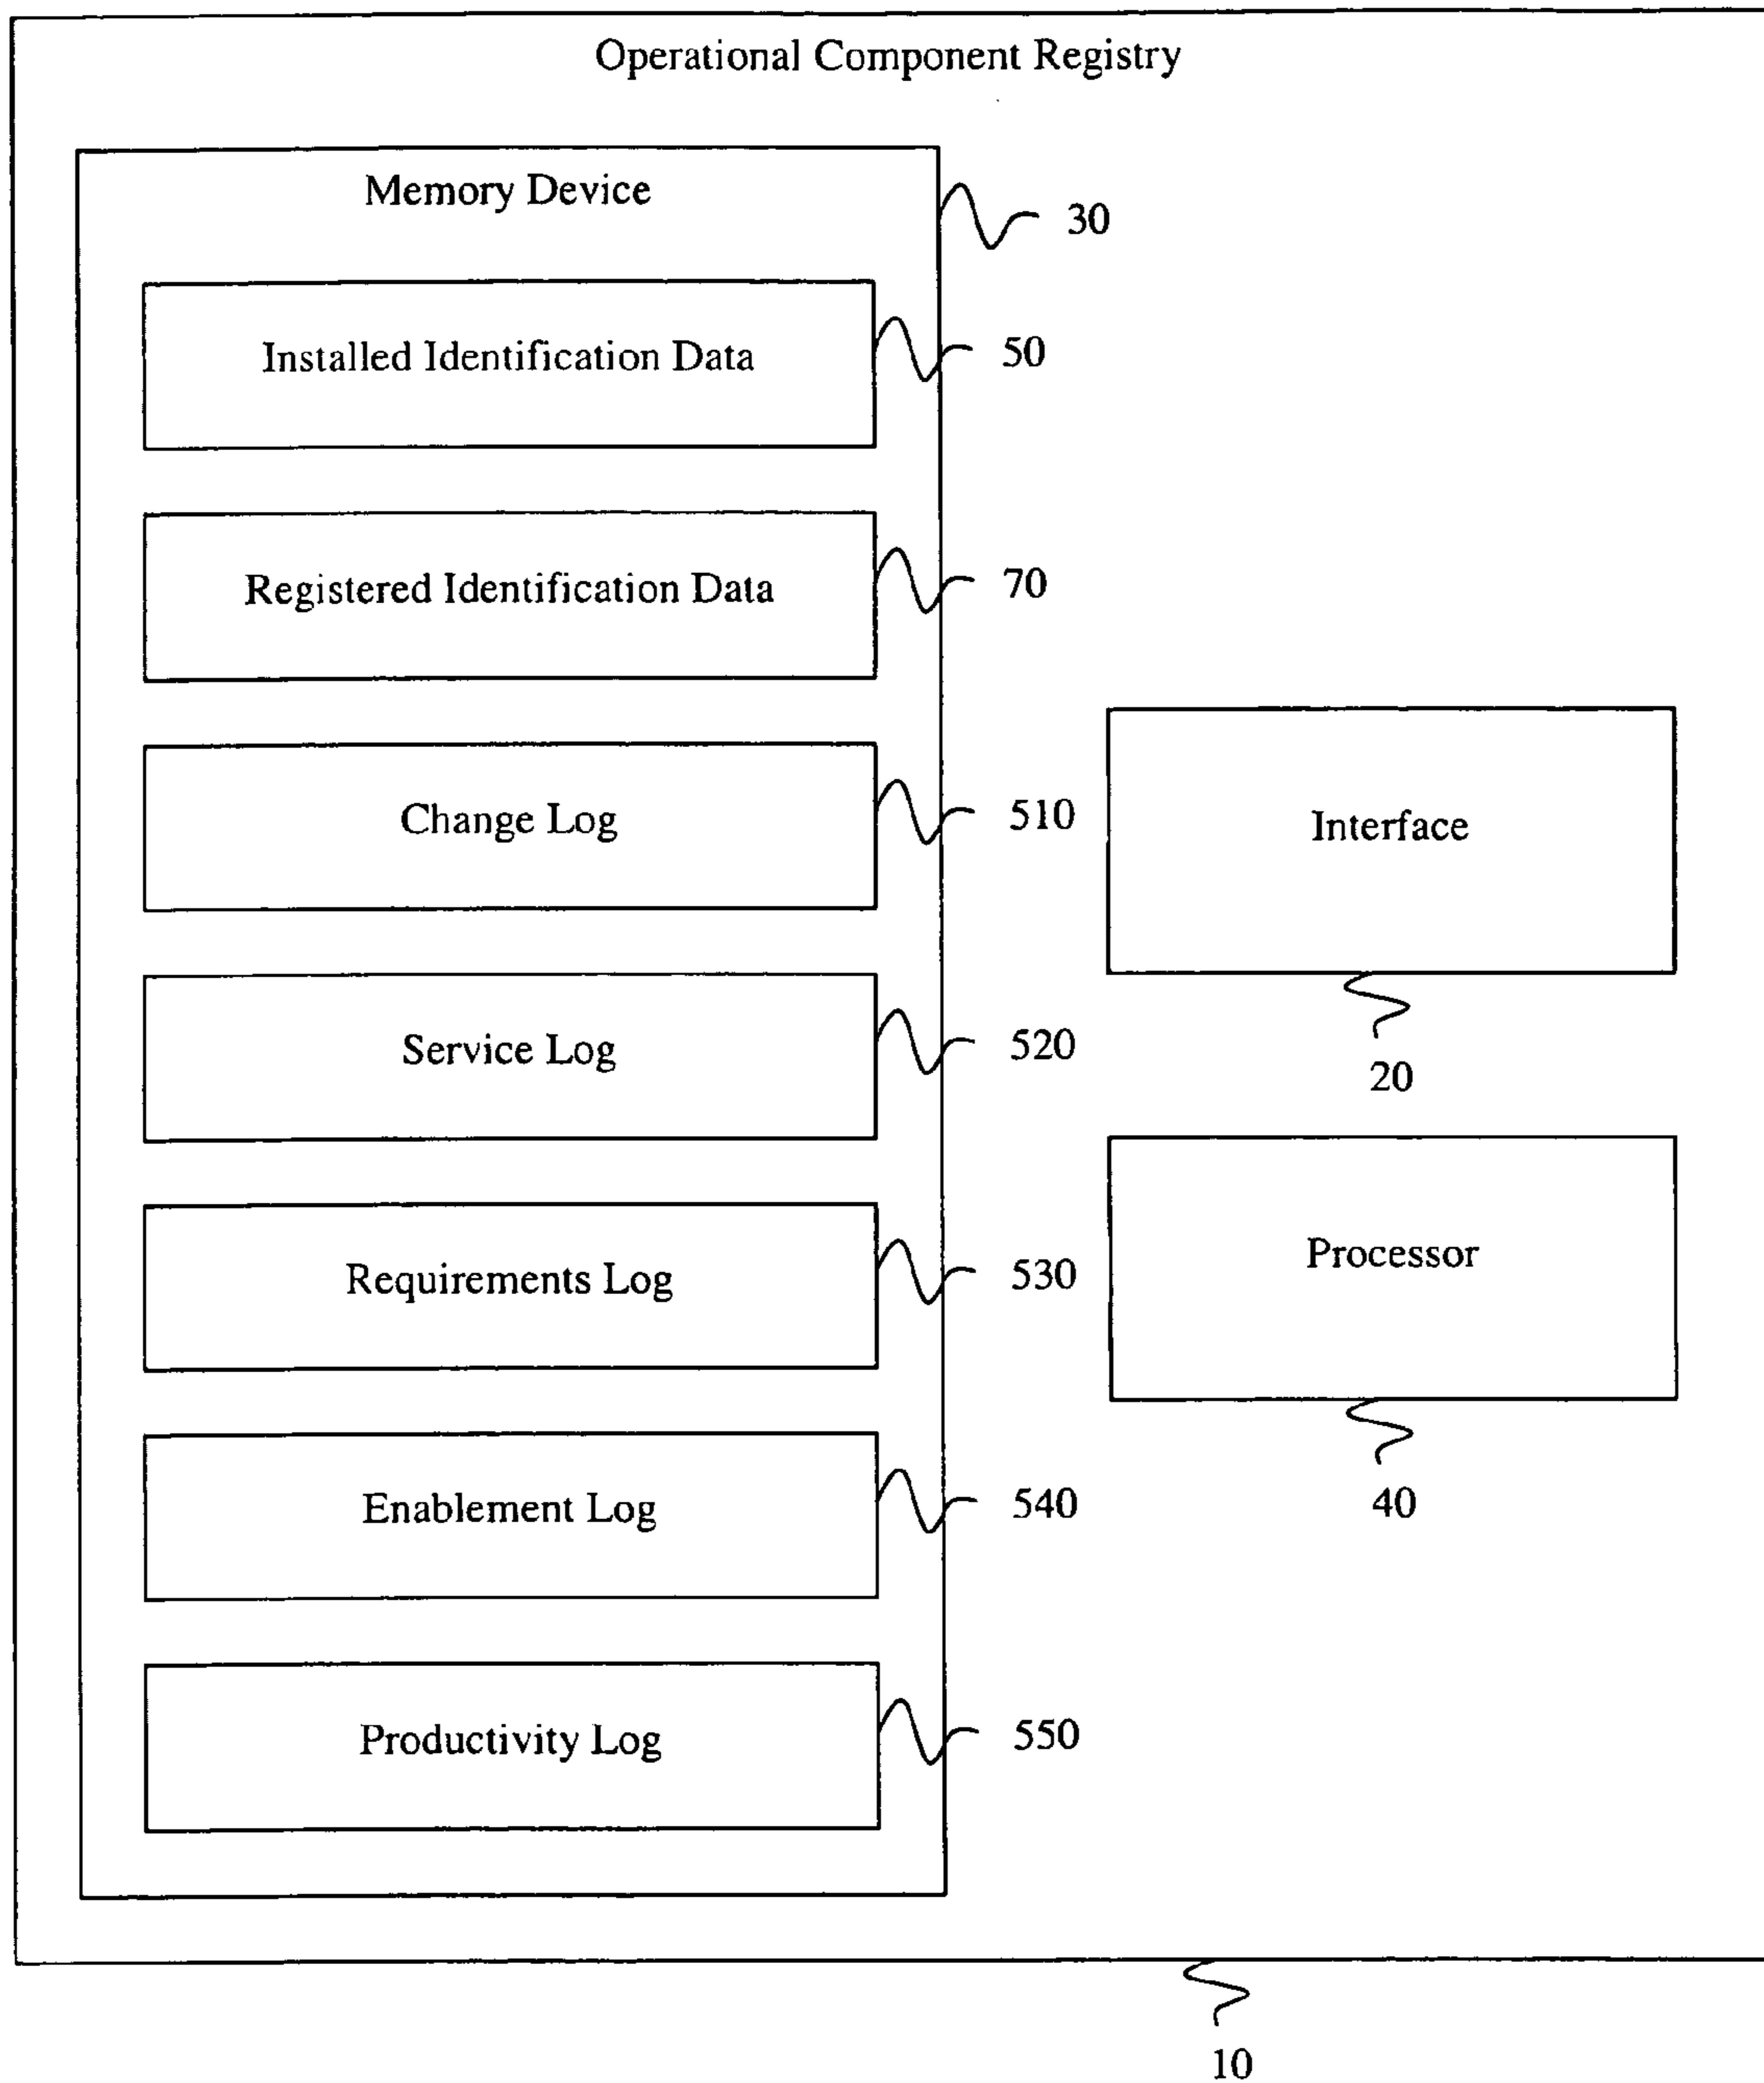 Operational Component Registry
Memory Device
30
Installed Identification Data
50
Registered Identification Data
70
Change Log
510
Interface
20
Service Log
520
Requirements Log
530
Processor
40
Enablement Log
540
Productivity Log
550
10